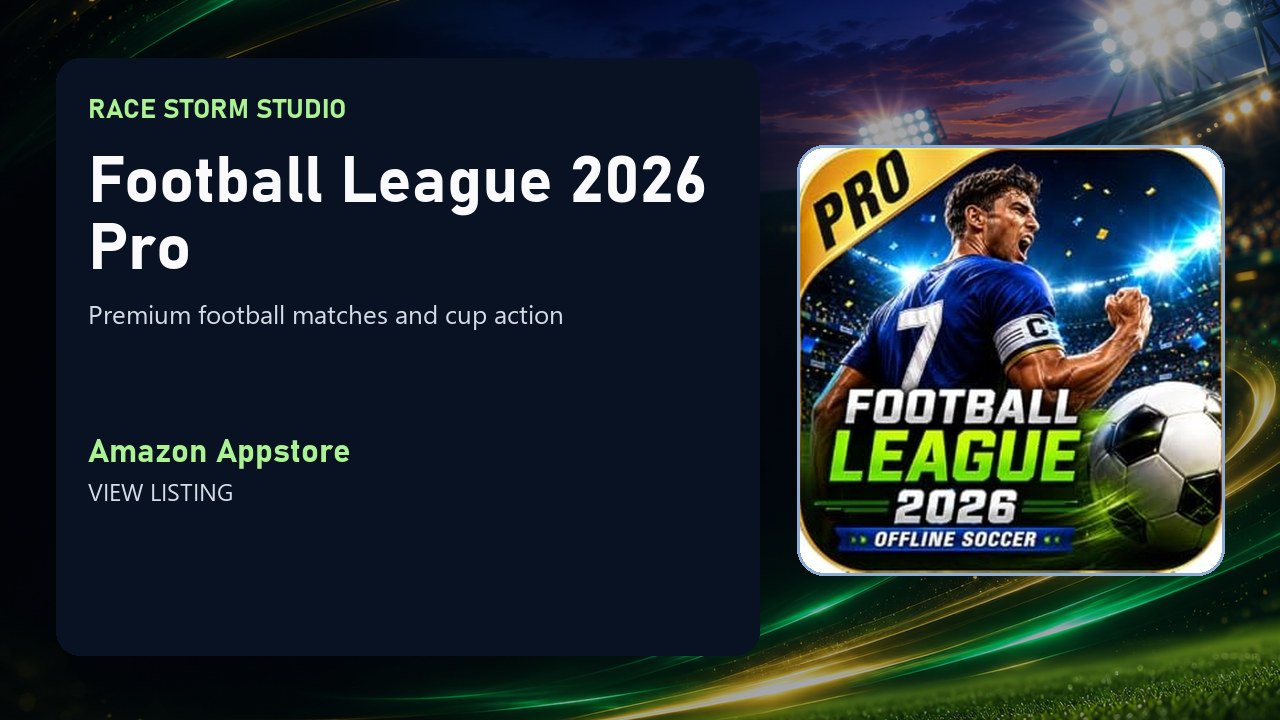 RACE STORM STUDIO
Football League 2026
Pro
Premium football matches and cup action
Amazon Appstore
VIEW LISTING
PRO
7
C
FOOTBALL
LEAGUE
2026
OFFLINE SOCCER